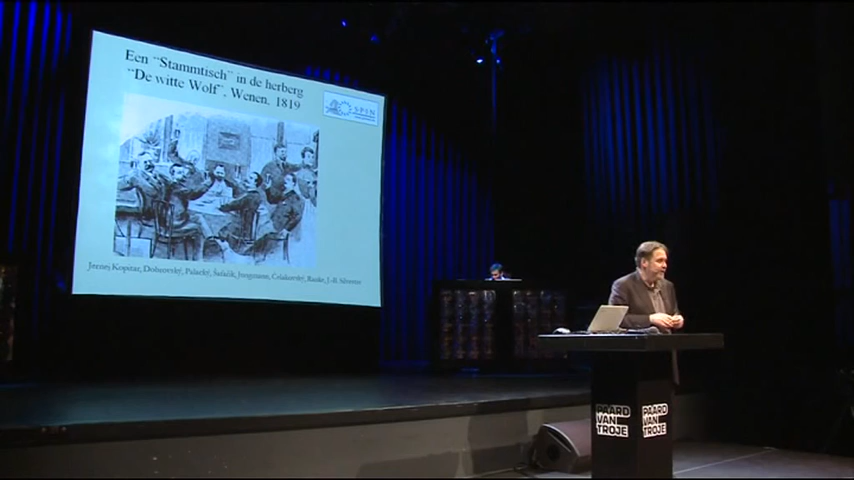 Een "Stammtisch" in de herberg
"De witte Wolf", Wenen, 1819
SPIN
Jernej Kopitar, Dobrovský, Palacký, Šafařík, Jungmann, Čelakovský, Ranke, J.-B. Silvestre
PAARD
VAN
TROJE
PAARD
VAN
TROJE